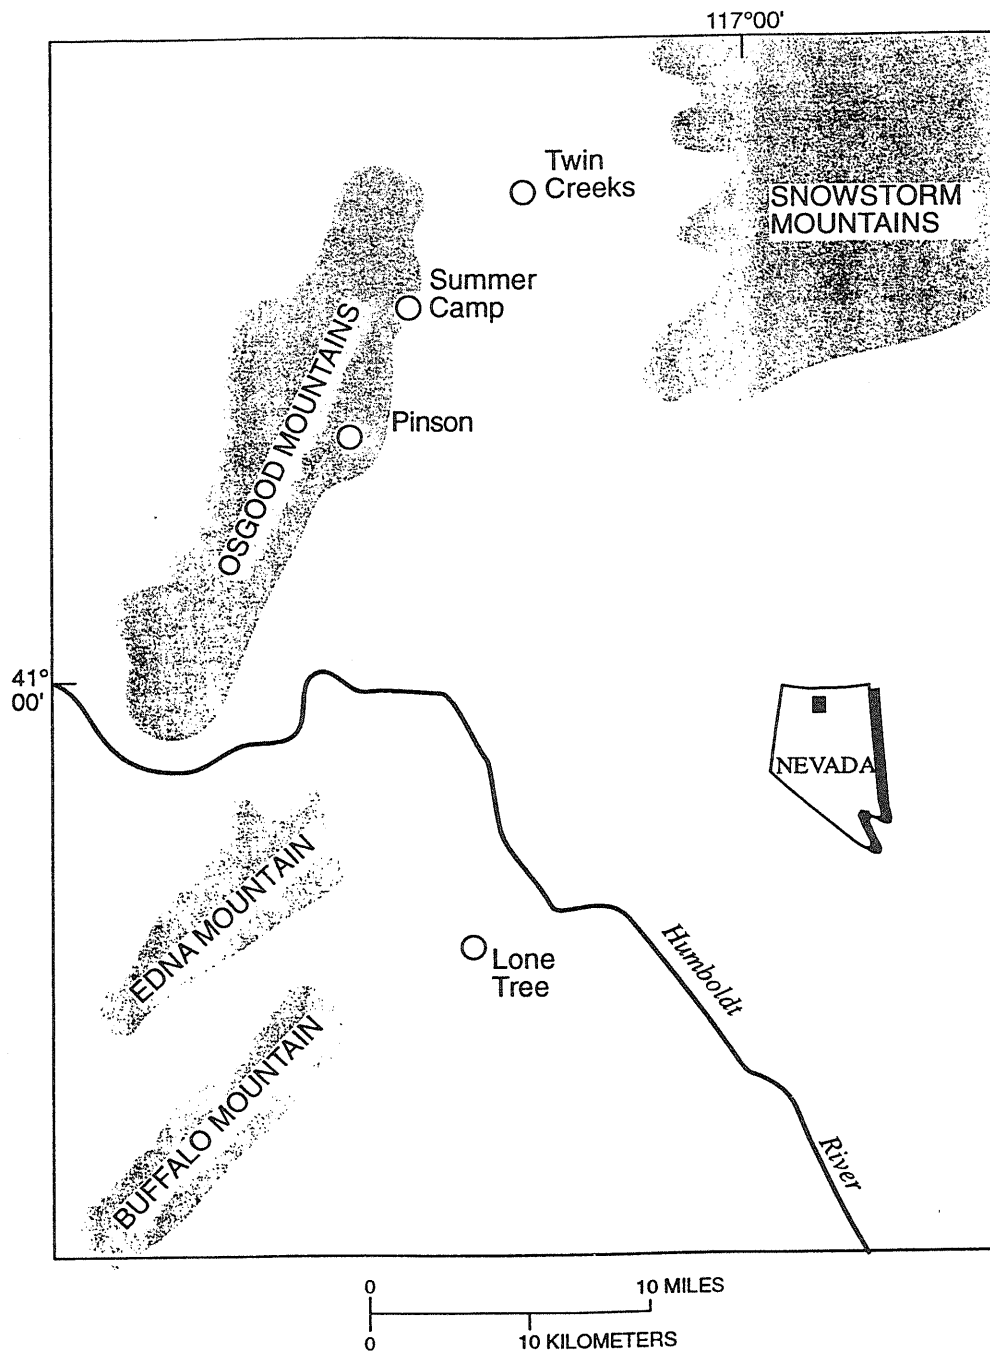 117°00'
Twin
Creeks
SNOWSTORM
MOUNTAINS
Summer
Camp
OSGOOD MOUNTAINS
Pinson
41°
00'
NEVADA
EDNA MOUNTAIN
Lone
Tree
Humboldt
River
BUFFALO MOUNTAIN
0 10 MILES
0 10 KILOMETERS